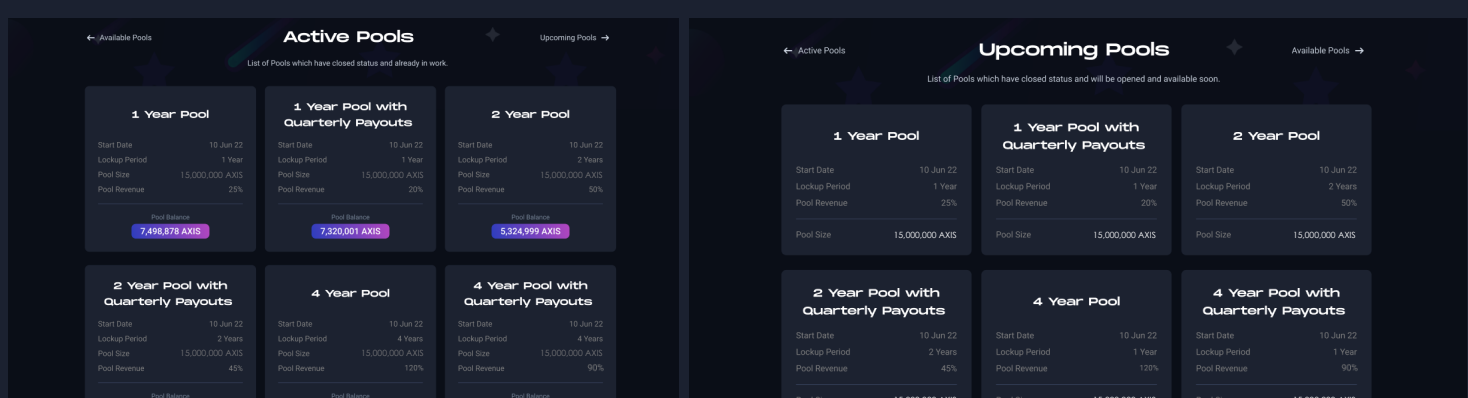 ← Available Pools
Active Pools
Upcoming Pools →
List of Pools which have closed status and already in work.
1 Year Pool
Start Date 10 Jun 22
Lockup Period 1 Year
Pool Size 15,000,000 AXIS
Pool Revenue 25%
Pool Balance
7,498,878 AXIS
1 Year Pool with
Quarterly Payouts
Start Date 10 Jun 22
Lockup Period 1 Year
Pool Size 15,000,000 AXIS
Pool Revenue 20%
Pool Balance
7,320,001 AXIS
2 Year Pool
Start Date 10 Jun 22
Lockup Period 2 Years
Pool Size 15,000,000 AXIS
Pool Revenue 50%
Pool Balance
5,324,999 AXIS
2 Year Pool with
Quarterly Payouts
Start Date 10 Jun 22
Lockup Period 2 Years
Pool Size 15,000,000 AXIS
Pool Revenue 45%
Pool Balance
4 Year Pool
Start Date 10 Jun 22
Lockup Period 4 Years
Pool Size 15,000,000 AXIS
Pool Revenue 120%
Pool Balance
4 Year Pool with
Quarterly Payouts
Start Date 10 Jun 22
Lockup Period 4 Years
Pool Size 15,000,000 AXIS
Pool Revenue 90%
Pool Balance
← Active Pools
Upcoming Pools
Available Pools →
List of Pools which have closed status and will be opened and available soon.
1 Year Pool
Start Date 10 Jun 22
Lockup Period 1 Year
Pool Revenue 25%
Pool Size 15,000,000 AXIS
1 Year Pool with
Quarterly Payouts
Start Date 10 Jun 22
Lockup Period 1 Year
Pool Revenue 20%
Pool Size 15,000,000 AXIS
2 Year Pool
Start Date 10 Jun 22
Lockup Period 2 Years
Pool Revenue 50%
Pool Size 15,000,000 AXIS
2 Year Pool with
Quarterly Payouts
Start Date 10 Jun 22
Lockup Period 2 Years
Pool Revenue 45%
4 Year Pool
Start Date 10 Jun 22
Lockup Period 1 Year
Pool Revenue 120%
4 Year Pool with
Quarterly Payouts
Start Date 10 Jun 22
Lockup Period 1 Year
Pool Revenue 90%